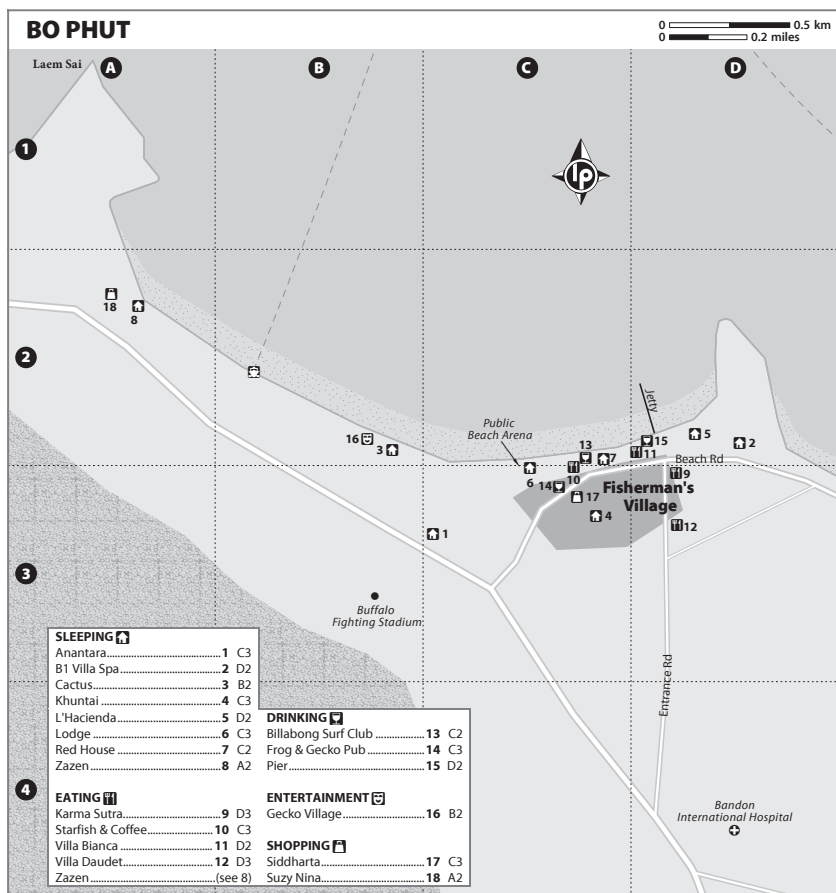 BO PHUT
0 0.5 km
0 0.2 miles
Laem Sai
A B C D
1
lp
18
8
2
Jetty
Public
Beach Arena
16
3
13
15
5
2
7
11
Beach Rd
6
10
9
14
Fisherman's
Village
17
4
12
1
3
Buffalo
Fighting Stadium
Entrance Rd
SLEEPING
Anantara 1 C3
B1 Villa Spa 2 D2
Cactus 3 B2
Khuntai 4 C3
L'Hacienda 5 D2
Lodge 6 C3
Red House 7 C2
Zazen 8 A2
EATING
Karma Sutra 9 D3
Starfish & Coffee 10 C3
Villa Bianca 11 D2
Villa Daudet 12 D3
Zazen (see 8)
DRINKING
Billabong Surf Club 13 C2
Frog & Gecko Pub 14 C3
Pier 15 D2
ENTERTAINMENT
Gecko Village 16 B2
SHOPPING
Siddharta 17 C3
Suzy Nina 18 A2
4
Bandon
International Hospital